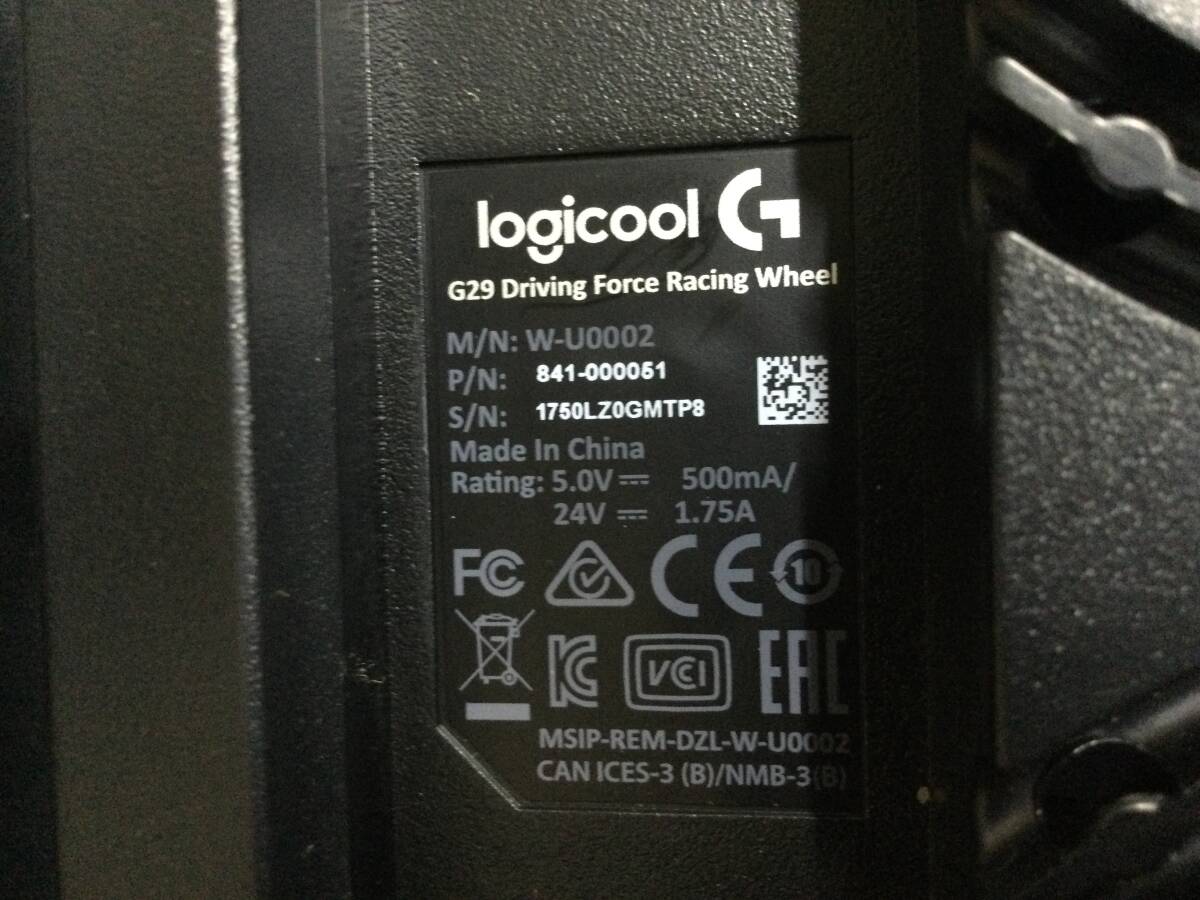 logicool G
G29 Driving Force Racing Wheel
M/N: W-U0002
P/N: 841-000051
S/N: 1750LZ0GMTP8
Made In China
Rating: 5.0V ⎓ 500mA/
24V ⎓ 1.75A
FC CE 10
KC VCI EAC
MSIP-REM-DZL-W-U0002
CAN ICES-3 (B)/NMB-3(B)